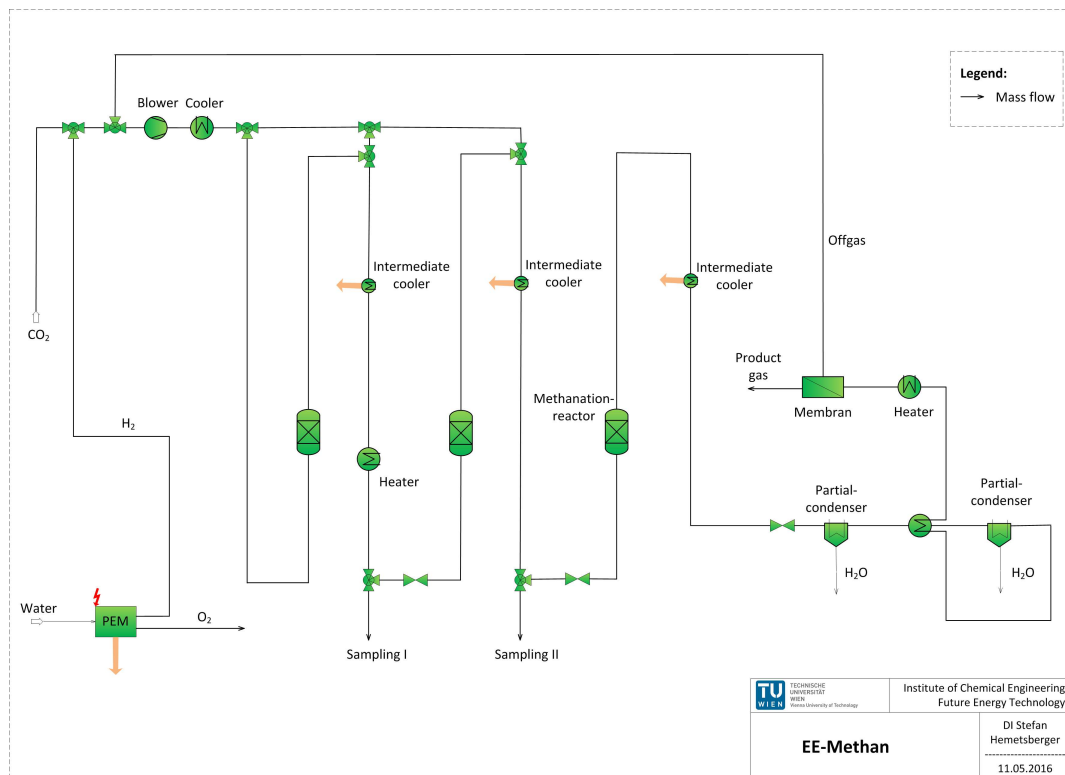 Legend:
Mass flow
Blower
Cooler
Offgas
Intermediate
cooler
Intermediate
cooler
Intermediate
cooler
CO₂
Product
gas
Membran
Heater
Methanation-
reactor
H₂
Heater
Partial-
condenser
Partial-
condenser
H₂O
H₂O
Water
PEM
O₂
Sampling I
Sampling II
TU
WIEN
TECHNISCHE
UNIVERSITÄT
WIEN
Vienna University of Technology
Institute of Chemical Engineering
Future Energy Technology
EE-Methan
DI Stefan
Hemetsberger
11.05.2016